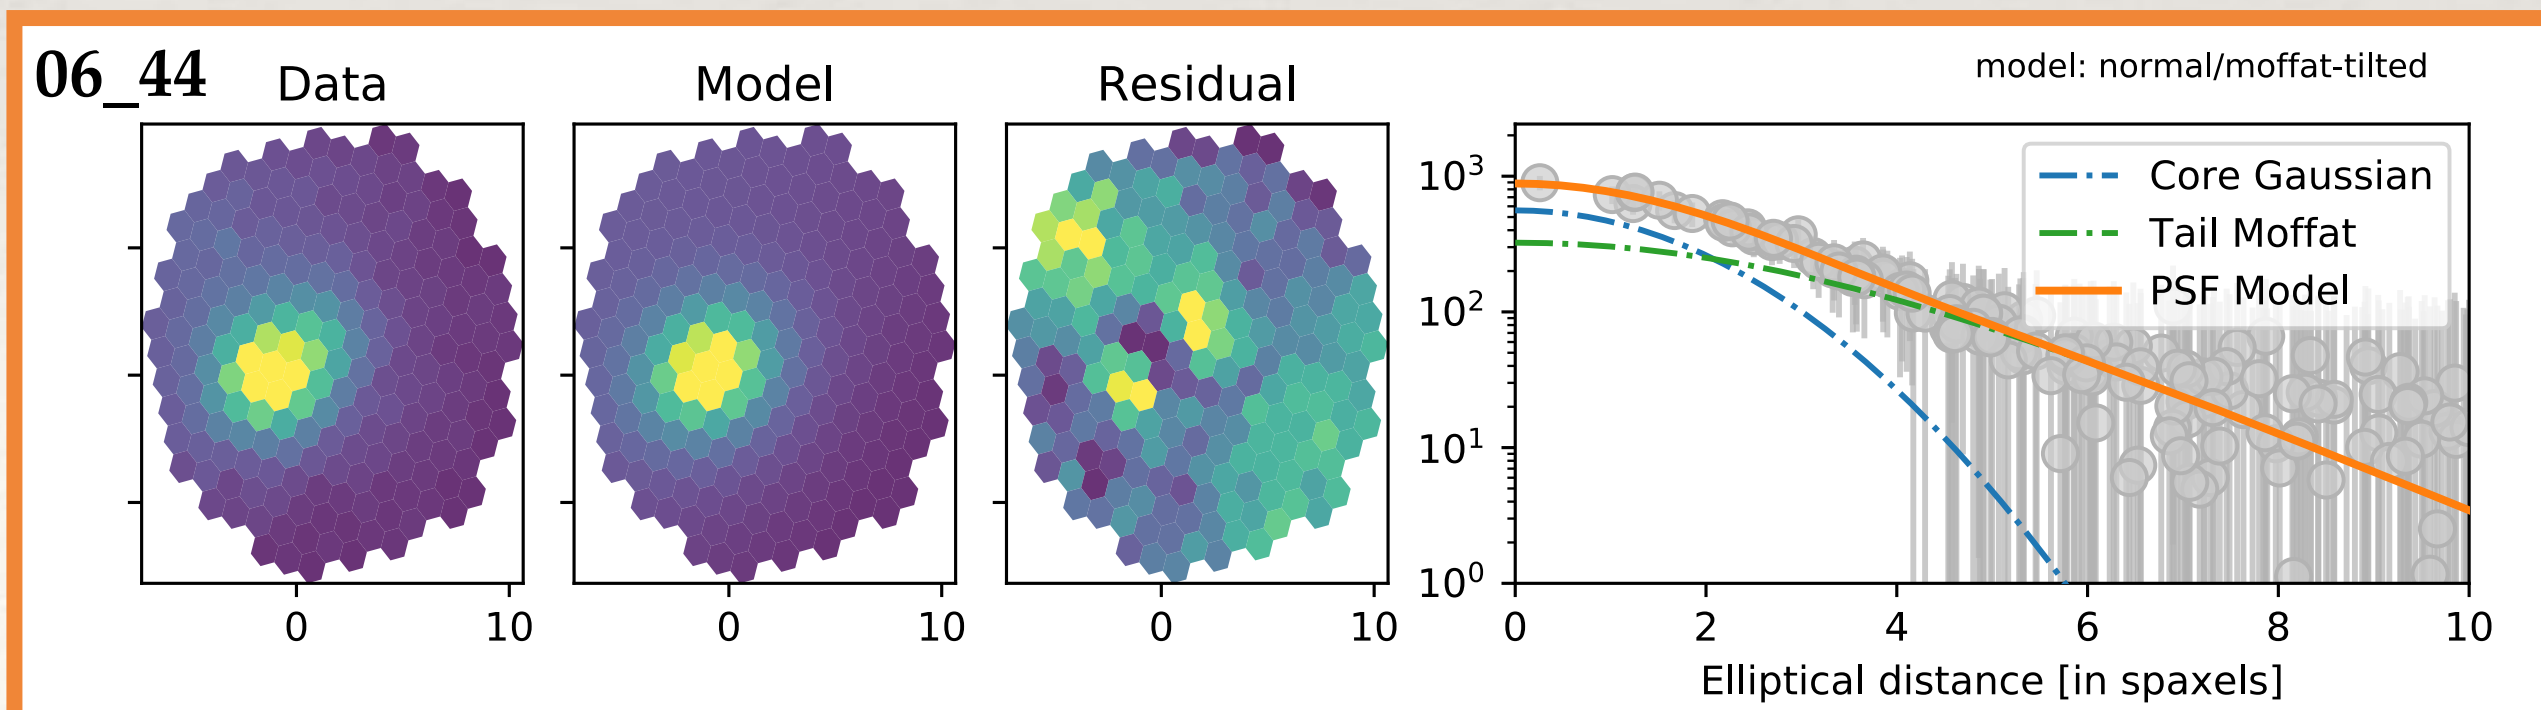 06_44
Data
Model
Residual
model: normal/moffat-tilted
Core Gaussian
Tail Moffat
PSF Model
10³
10²
10¹
10⁰
0 10
0 10
0 10
0 2 4 6 8 10
Elliptical distance [in spaxels]